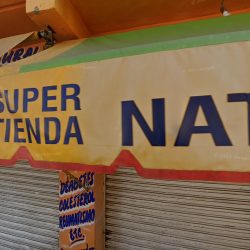 SUPER
TIENDA
NAT
DIABETES
COLESTEROL
REUMATISMO
ETC.